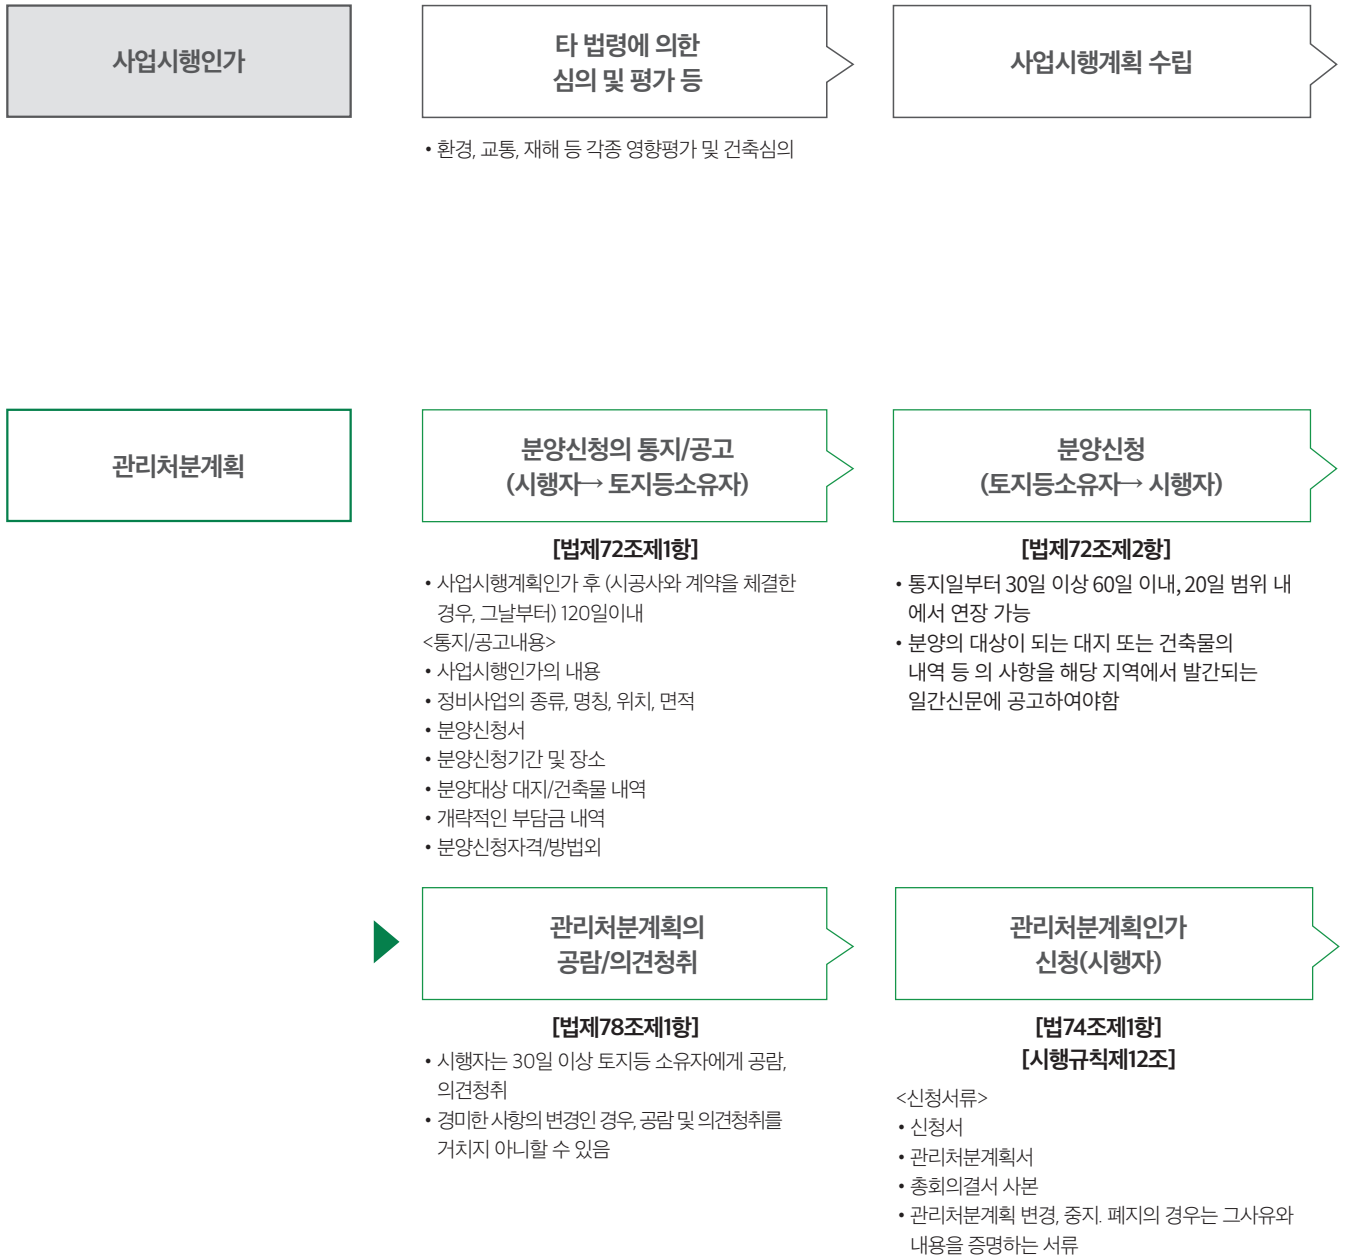 사업시행인가
타 법령에 의한
심의 및 평가 등
• 환경, 교통, 재해 등 각종 영향평가 및 건축심의
사업시행계획 수립
관리처분계획
분양신청의 통지/공고
(시행자→ 토지등소유자)
[법제72조제1항]
• 사업시행계획인가 후 (시공사와 계약을 체결한
경우, 그날부터) 120일이내
<통지/공고내용>
• 사업시행인가의 내용
• 정비사업의 종류, 명칭, 위치, 면적
• 분양신청서
• 분양신청기간 및 장소
• 분양대상 대지/건축물 내역
• 개략적인 부담금 내역
• 분양신청자격/방법외
분양신청
(토지등소유자→ 시행자)
[법제72조제2항]
• 통지일부터 30일 이상 60일 이내, 20일 범위 내
에서 연장 가능
• 분양의 대상이 되는 대지 또는 건축물의
내역 등 의 사항을 해당 지역에서 발간되는
일간신문에 공고하여야함
관리처분계획의
공람/의견청취
[법제78조제1항]
• 시행자는 30일 이상 토지등 소유자에게 공람,
의견청취
• 경미한 사항의 변경인 경우, 공람 및 의견청취를
거치지 아니할 수 있음
관리처분계획인가
신청(시행자)
[법74조제1항]
[시행규칙제12조]
<신청서류>
• 신청서
• 관리처분계획서
• 총회의결서 사본
• 관리처분계획 변경, 중지. 폐지의 경우는 그사유와
내용을 증명하는 서류